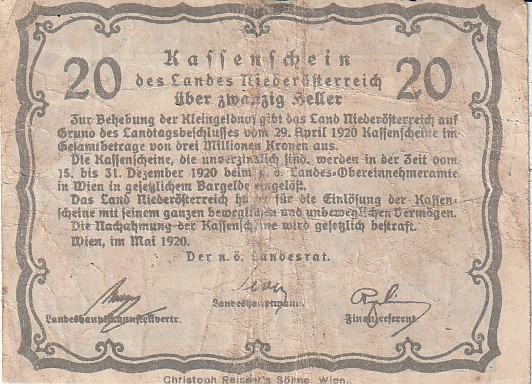 Kassenschein
20 des Landes Niederösterreich 20
über zwanzig Heller
Zur Behebung der Kleingeldnot gibt das Land Niederösterreich auf
Grund des Landtagsbeschlusses vom 29. April 1920 Kassenscheine im
Gesamtbetrage von drei Millionen Kronen aus.
Die Kassenscheine, die unverzinslich sind, werden in der Zeit vom
15. bis 31. Dezember 1920 beim n. ö. Landes-Obereinnehmeramte
in Wien in gesetzlichem Bargelde eingelöst.
Das Land Niederösterreich haftet für die Einlösung der Kassen-
scheine mit seinem ganzen beweglichen und unbeweglichen Vermögen.
Die Nachahmung der Kassenscheine wird gesetzlich bestraft.
Wien, im Mai 1920.
Der n. ö. Landesrat.
Landeshauptmannstellvertr. Landeshauptmann. Finanzreferent
Christoph Reisser's Söhne, Wien.